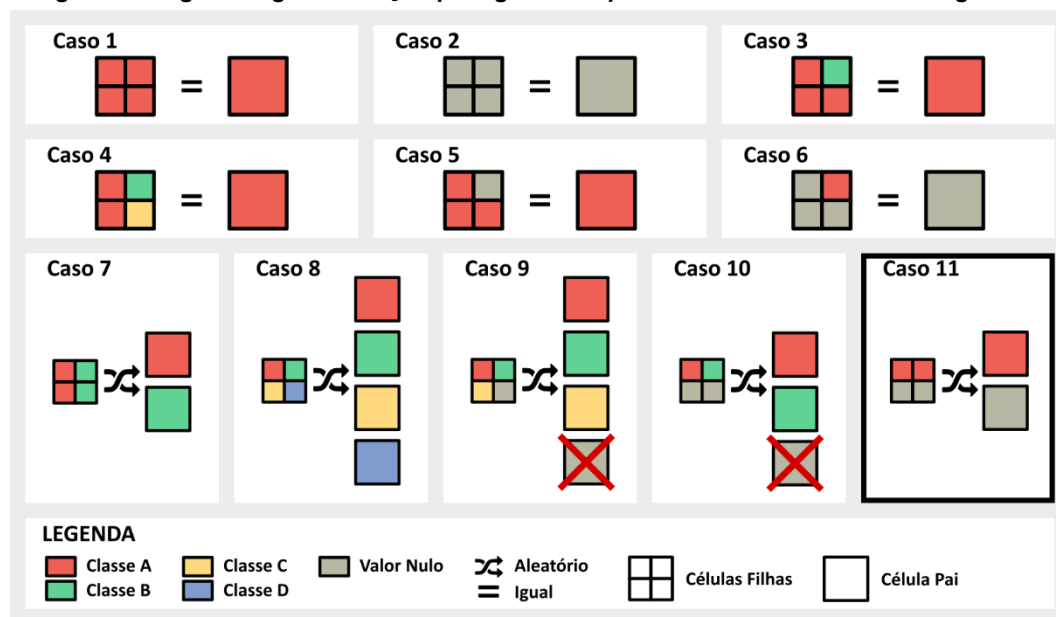 Caso 1
=
Caso 2
=
Caso 3
=
Caso 4
=
Caso 5
=
Caso 6
=
Caso 7
Caso 8
Caso 9
Caso 10
Caso 11
LEGENDA
Classe A
Classe B
Classe C
Classe D
Valor Nulo
Aleatório
= Igual
Células Filhas
Célula Pai